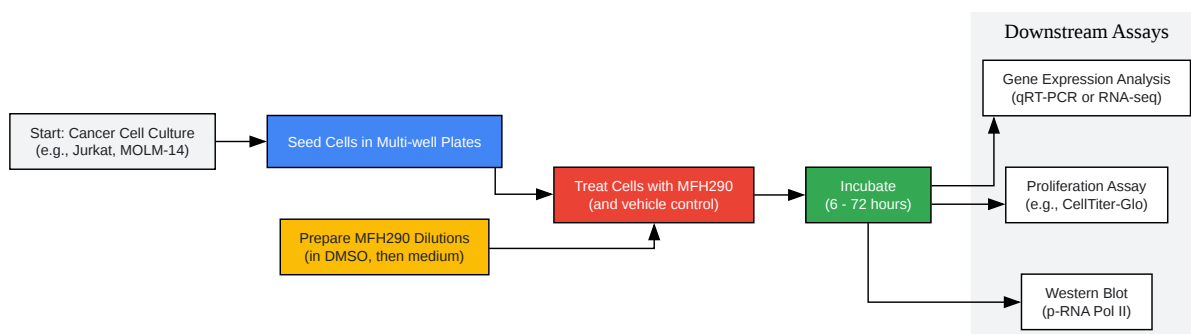 Start: Cancer Cell Culture
(e.g., Jurkat, MOLM-14)
Seed Cells in Multi-well Plates
Prepare MFH290 Dilutions
(in DMSO, then medium)
Treat Cells with MFH290
(and vehicle control)
Incubate
(6 - 72 hours)
Downstream Assays
Gene Expression Analysis
(qRT-PCR or RNA-seq)
Proliferation Assay
(e.g., CellTiter-Glo)
Western Blot
(p-RNA Pol II)